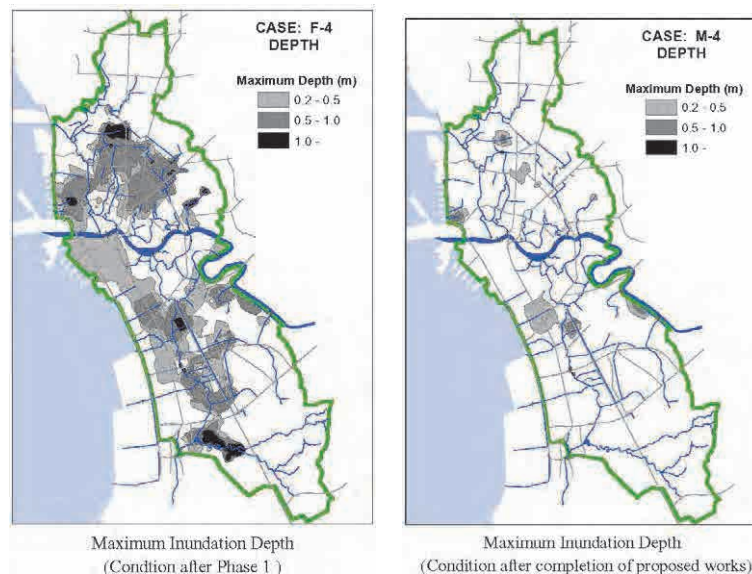 CASE: F-4
DEPTH
Maximum Depth (m)
0.2 - 0.5
0.5 - 1.0
1.0 -
Maximum Inundation Depth
(Condtion after Phase 1 )
CASE: M-4
DEPTH
Maximum Depth (m)
0.2 - 0.5
0.5 - 1.0
1.0 -
Maximum Inundation Depth
(Condition after completion of proposed works)